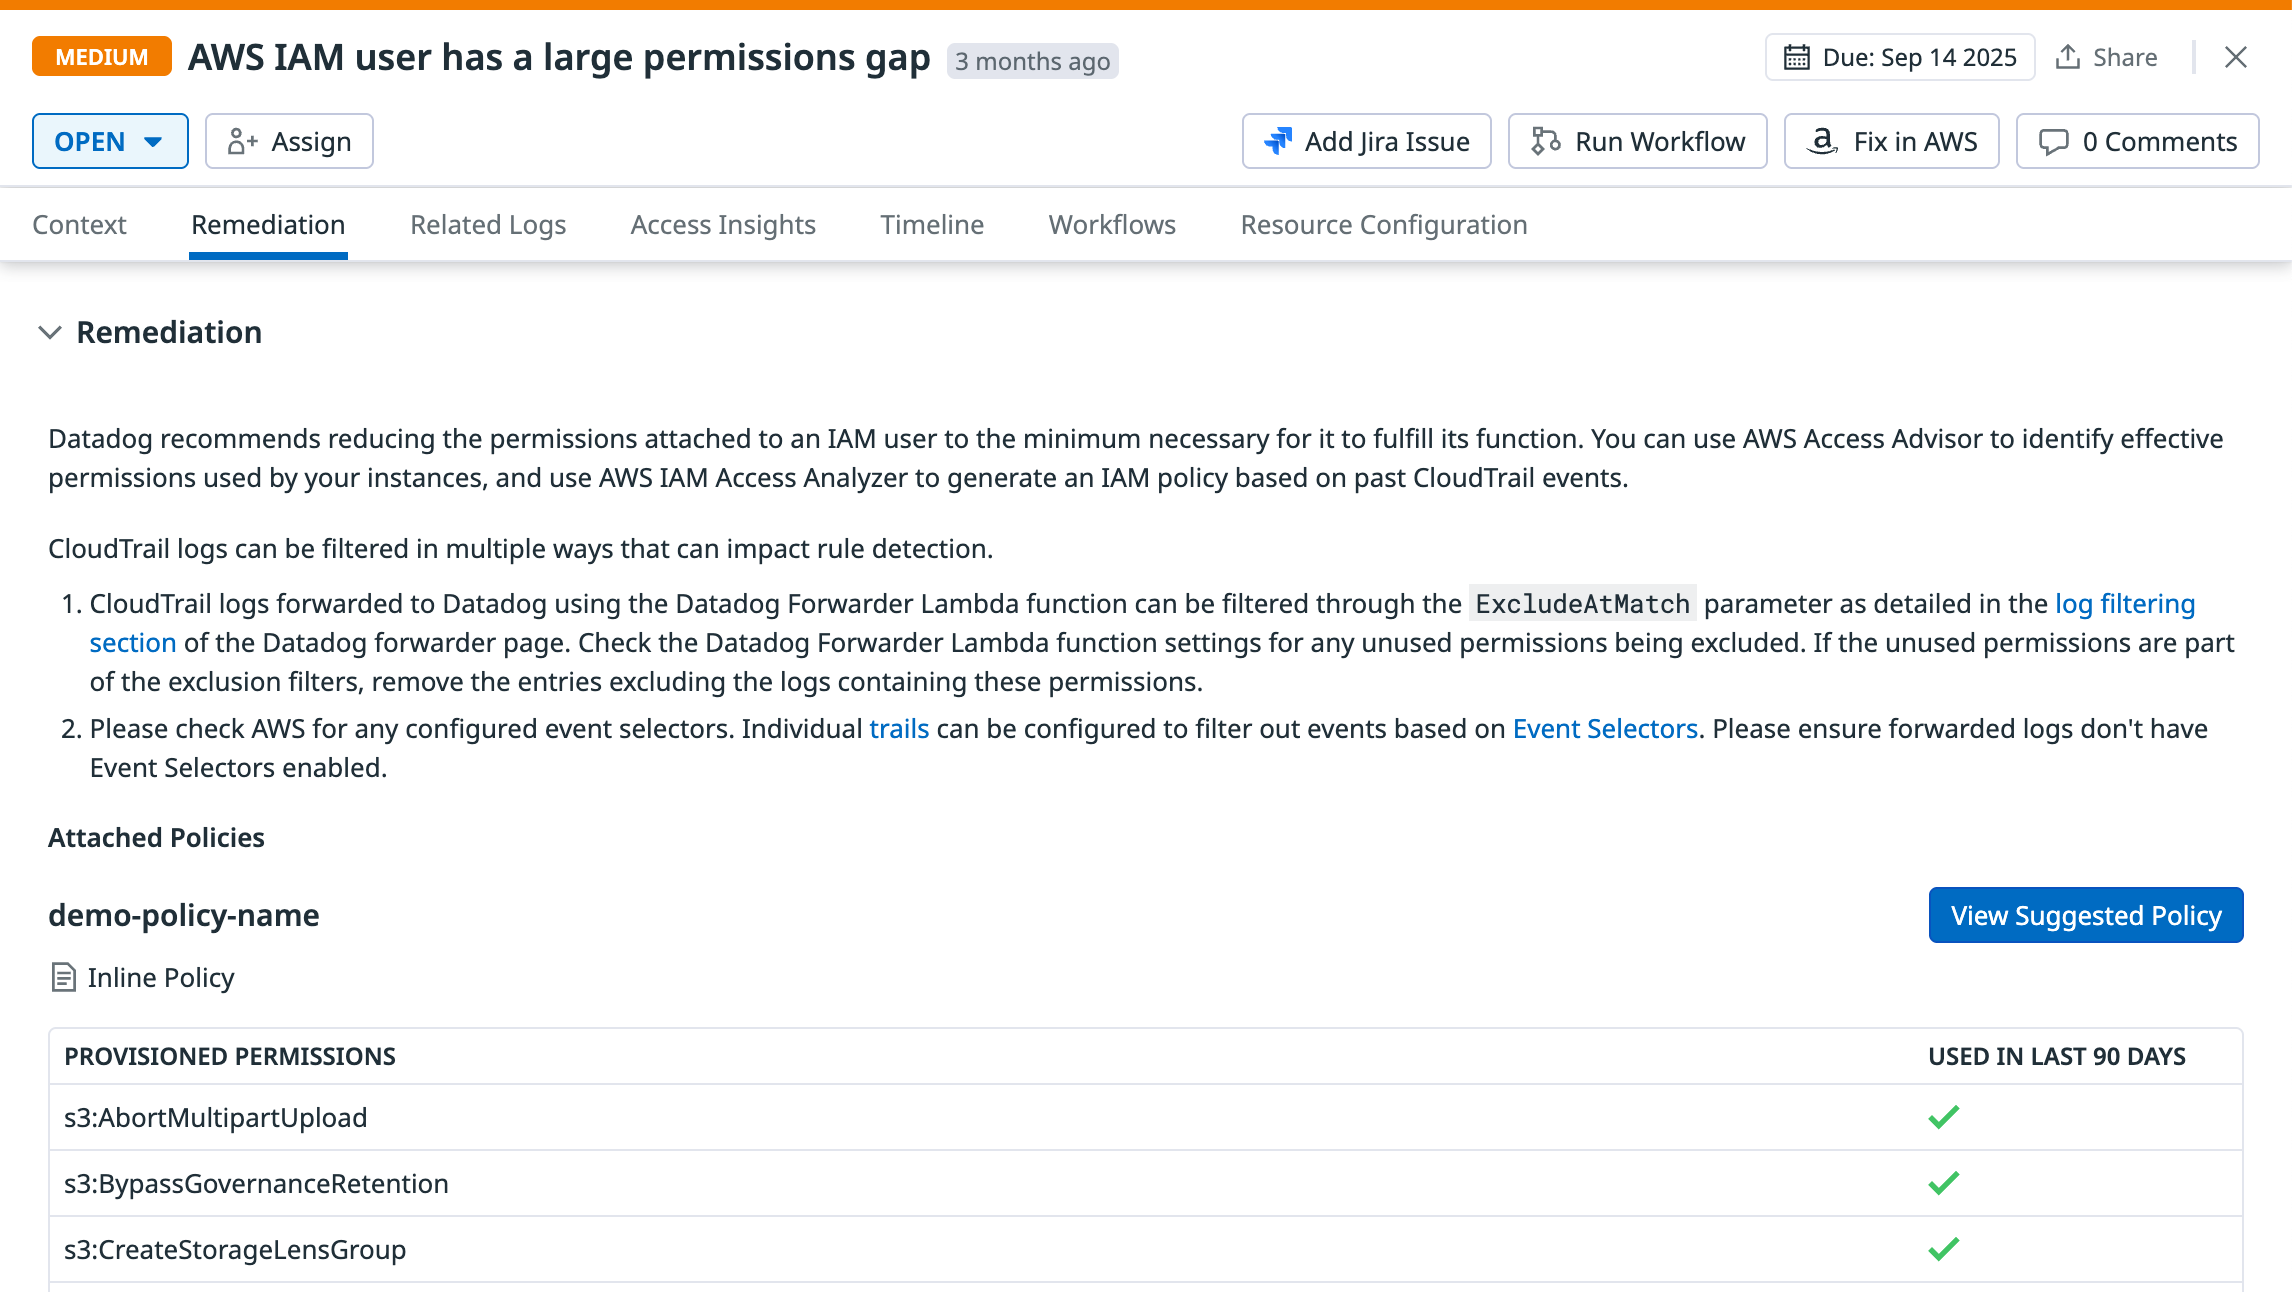 MEDIUM AWS IAM user has a large permissions gap 3 months ago Due: Sep 14 2025 Share
OPEN Assign Add Jira Issue Run Workflow Fix in AWS 0 Comments
Context Remediation Related Logs Access Insights Timeline Workflows Resource Configuration
Remediation
Datadog recommends reducing the permissions attached to an IAM user to the minimum necessary for it to fulfill its function. You can use AWS Access Advisor to identify effective
permissions used by your instances, and use AWS IAM Access Analyzer to generate an IAM policy based on past CloudTrail events.
CloudTrail logs can be filtered in multiple ways that can impact rule detection.
1. CloudTrail logs forwarded to Datadog using the Datadog Forwarder Lambda function can be filtered through the ExcludeAtMatch parameter as detailed in the log filtering
section of the Datadog forwarder page. Check the Datadog Forwarder Lambda function settings for any unused permissions being excluded. If the unused permissions are part
of the exclusion filters, remove the entries excluding the logs containing these permissions.
2. Please check AWS for any configured event selectors. Individual trails can be configured to filter out events based on Event Selectors. Please ensure forwarded logs don't have
Event Selectors enabled.
Attached Policies
demo-policy-name View Suggested Policy
Inline Policy
PROVISIONED PERMISSIONS USED IN LAST 90 DAYS
s3:AbortMultipartUpload
s3:BypassGovernanceRetention
s3:CreateStorageLensGroup